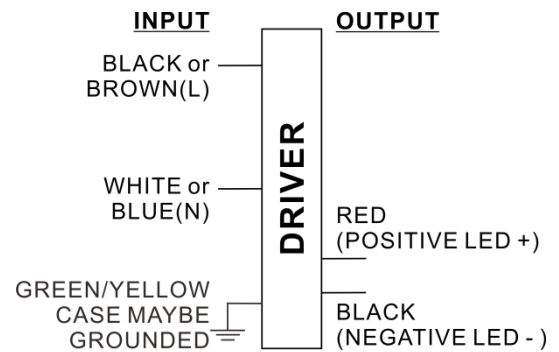 INPUT
BLACK or
BROWN(L)
WHITE or
BLUE(N)
GREEN/YELLOW
CASE MAYBE
GROUNDED
DRIVER
OUTPUT
RED
(POSITIVE LED +)
BLACK
(NEGATIVE LED - )